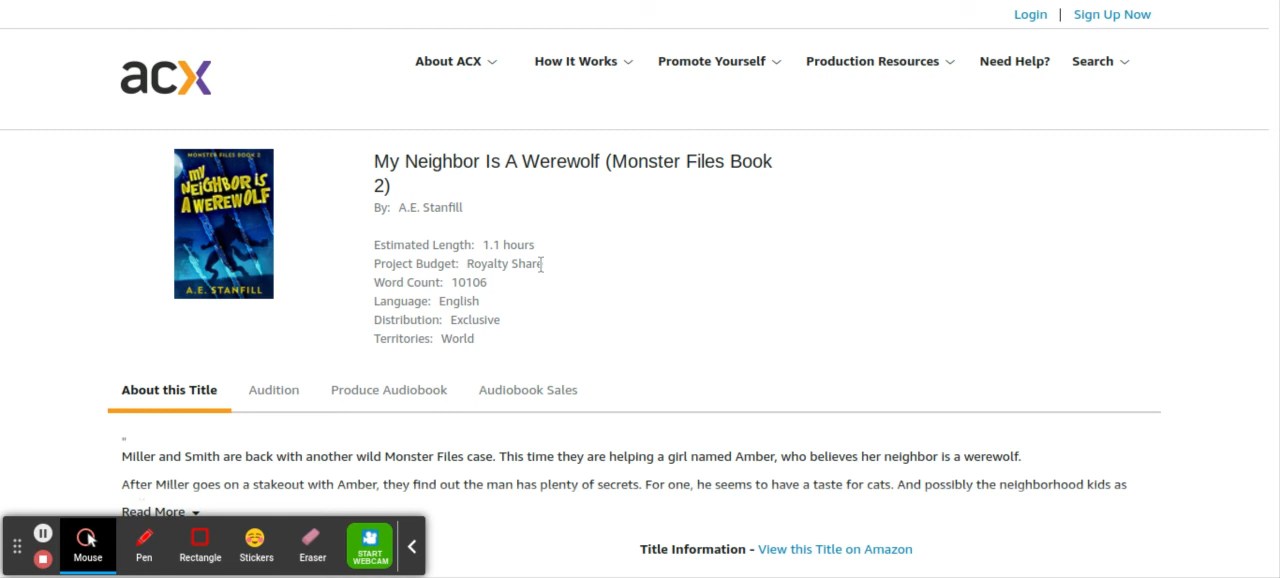 Login | Sign Up Now
acx
About ACX How It Works Promote Yourself Production Resources Need Help? Search
MONSTER FILES BOOK 2
MY
NEIGHBOR IS
A WEREWOLF
A.E. STANFILL
My Neighbor Is A Werewolf (Monster Files Book
2)
By: A.E. Stanfill
Estimated Length: 1.1 hours
Project Budget: Royalty Share
Word Count: 10106
Language: English
Distribution: Exclusive
Territories: World
About this Title Audition Produce Audiobook Audiobook Sales
"
Miller and Smith are back with another wild Monster Files case. This time they are helping a girl named Amber, who believes her neighbor is a werewolf.
After Miller goes on a stakeout with Amber, they find out the man has plenty of secrets. For one, he seems to have a taste for cats. And possibly the neighborhood kids as
Read More
Mouse Pen Rectangle Stickers Eraser START
WEBCAM
Title Information - View this Title on Amazon